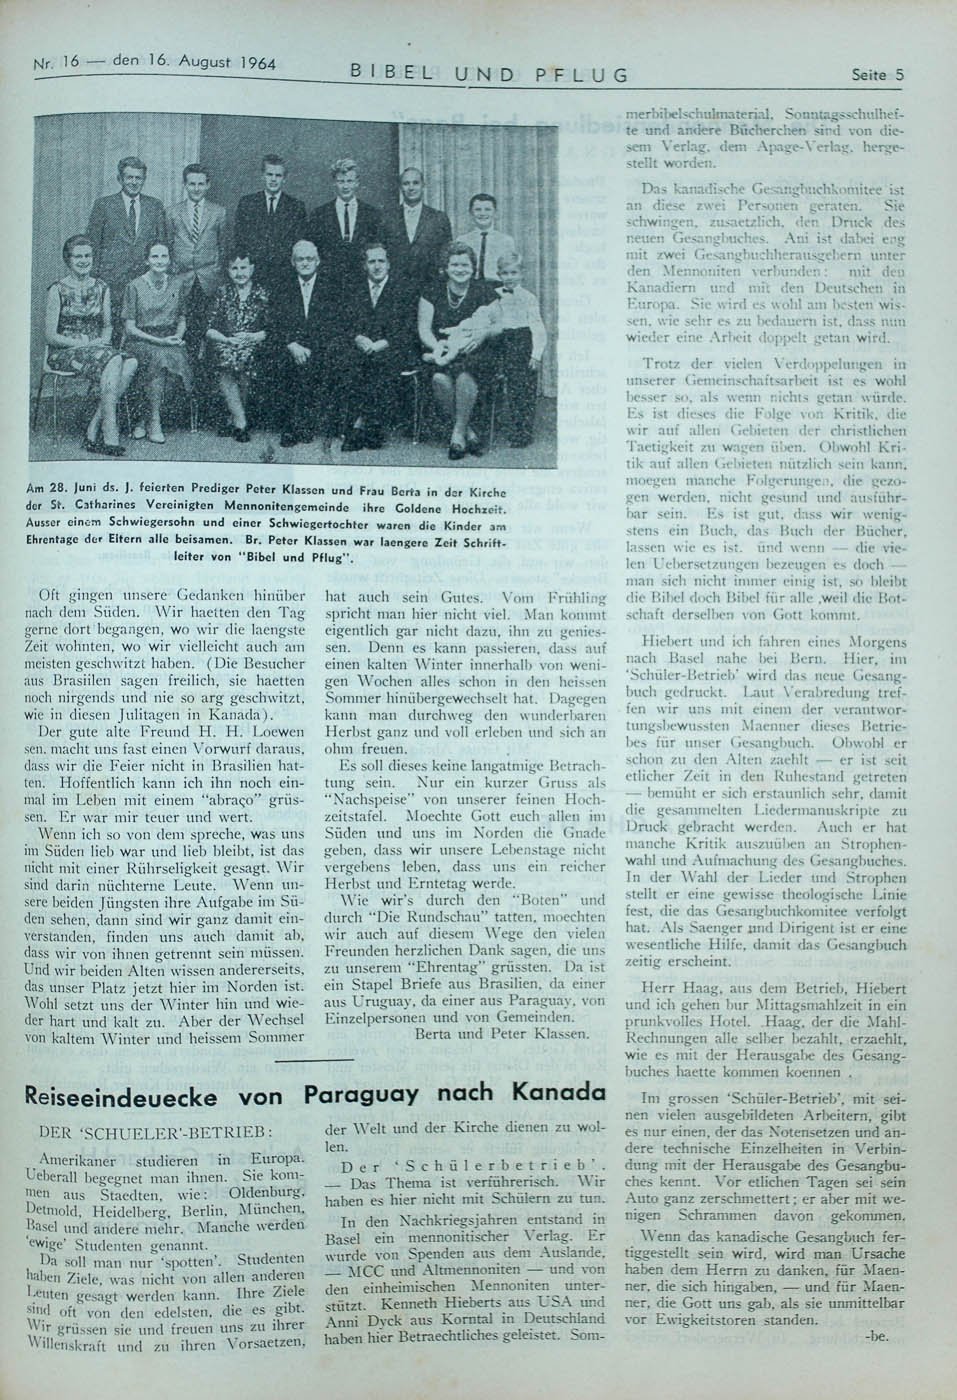 Nr. 16 — den 16. August 1964
BIBEL UND PFLUG
Seite 5
Am 28. Juni ds. J. feierten Prediger Peter Klassen und Frau Berta in der Kirche
der St. Catharines Vereinigten Mennonitengemeinde ihre Goldene Hochzeit.
Ausser einem Schwiegersohn und einer Schwiegertochter waren die Kinder am
Ehrentage der Eltern alle beisamen. Br. Peter Klassen war laengere Zeit Schrift-
leiter von "Bibel und Pflug".
Oft gingen unsere Gedanken hinüber
nach dem Süden. Wir haetten den Tag
gerne dort begangen, wo wir die laengste
Zeit wohnten, wo wir vielleicht auch am
meisten geschwitzt haben. (Die Besucher
aus Brasiilen sagen freilich, sie haetten
noch nirgends und nie so arg geschwitzt,
wie in diesen Julitagen in Kanada).
Der gute alte Freund H. H. Loewen
sen. macht uns fast einen Vorwurf daraus,
dass wir die Feier nicht in Brasilien hat-
ten. Hoffentlich kann ich ihn noch ein-
mal im Leben mit einem "abraço" grüs-
sen. Er war mir teuer und wert.
Wenn ich so von dem spreche, was uns
im Süden lieb war und lieb bleibt, ist das
nicht mit einer Rührseligkeit gesagt. Wir
sind darin nüchterne Leute. Wenn un-
sere beiden Jüngsten ihre Aufgabe im Sü-
den sehen, dann sind wir ganz damit ein-
verstanden, finden uns auch damit ab,
dass wir von ihnen getrennt sein müssen.
Und wir beiden Alten wissen andererseits,
das unser Platz jetzt hier im Norden ist.
Wohl setzt uns der Winter hin und wie-
der hart und kalt zu. Aber der Wechsel
von kaltem Winter und heissem Sommer
hat auch sein Gutes. Vom Frühling
spricht man hier nicht viel. Man kommt
eigentlich gar nicht dazu, ihn zu genies-
sen. Denn es kann passieren, dass auf
einen kalten Winter innerhalb von weni-
gen Wochen alles schon in den heissen
Sommer hinübergewechselt hat. Dagegen
kann man durchweg den wunderbaren
Herbst ganz und voll erleben und sich an
ohm freuen.
Es soll dieses keine langatmige Betrach-
tung sein. Nur ein kurzer Gruss als
"Nachspeise" von unserer feinen Hoch-
zeitstafel. Moechte Gott euch allen im
Süden und uns im Norden die Gnade
geben, dass wir unsere Lebenstage nicht
vergebens leben, dass uns ein reicher
Herbst und Erntetag werde.
Wie wir's durch den "Boten" und
durch "Die Rundschau" tatten, moechten
wir auch auf diesem Wege den vielen
Freunden herzlichen Dank sagen, die uns
zu unserem "Ehrentag" grüssten. Da ist
ein Stapel Briefe aus Brasilien, da einer
aus Uruguay, da einer aus Paraguay, von
Einzelpersonen und von Gemeinden.
Berta und Peter Klassen.
Reiseeindeuecke von Paraguay nach Kanada
DER 'SCHUELER'-BETRIEB:
Amerikaner studieren in Europa.
Ueberall begegnet man ihnen. Sie kom-
men aus Staedten, wie: Oldenburg,
Detmold, Heidelberg, Berlin, München,
Basel und andere mehr. Manche werden
'ewige' Studenten genannt.
Da soll man nur 'spotten'. Studenten
haben Ziele, was nicht von allen anderen
Leuten gesagt werden kann. Ihre Ziele
sind oft von den edelsten, die es gibt.
Wir grüssen sie und freuen uns zu ihrer
Willenskraft und zu ihren Vorsaetzen,
der Welt und der Kirche dienen zu wol-
len.
Der 'Schülerbetrieb'.
— Das Thema ist verführerisch. Wir
haben es hier nicht mit Schülern zu tun.
In den Nachkriegsjahren entstand in
Basel ein mennonitischer Verlag. Er
wurde von Spenden aus dem Auslande,
— MCC und Altmennoniten — und von
den einheimischen Mennoniten unter-
stützt. Kenneth Hieberts aus USA und
Anni Dyck aus Korntal in Deutschland
haben hier Betraechtliches geleistet. Som-
merbibelschulmaterial, Sonntagsschulhef-
te und andere Bücherchen sind von die-
sem Verlag, dem Apage-Verlag, herge-
stellt worden.
Das kanadische Gesangbuchkomitee ist
an diese zwei Personen geraten. Sie
schwingen, zusaetzlich, den Druck des
neuen Gesangbuches. Ani ist dabei eng
mit zwei Gesangbuchherausgebern unter
den Mennoniten verbunden: mit den
Kanadiern und mit den Deutschen in
Europa. Sie wird es wohl am besten wis-
sen, wie sehr es zu bedauern ist, dass nun
wieder eine Arbeit doppelt getan wird.
Trotz der vielen Verdoppelungen in
unserer Gemeinschaftsarbeit ist es wohl
besser so, als wenn nichts getan würde.
Es ist dieses die Folge von Kritik, die
wir auf allen Gebieten der christlichen
Taetigkeit zu wagen üben. Obwohl Kri-
tik auf allen Gebieten nützlich sein kann,
moegen manche Folgerungen, die gezo-
gen werden, nicht gesund und ausführ-
bar sein. Es ist gut, dass wir wenig-
stens ein Buch, das Buch der Bücher,
lassen wie es ist. und wenn — die vie-
len Uebersetzungen bezeugen es doch —
man sich nicht immer einig ist, so bleibt
die Bibel doch Bibel für alle ,weil die Bot-
schaft derselben von Gott kommt.
Hiebert und ich fahren eines Morgens
nach Basel nahe bei Bern. Hier, im
'Schüler-Betrieb' wird das neue Gesang-
buch gedruckt. Laut Verabredung tref-
fen wir uns mit einem der verantwor-
tungsbewussten Maenner dieses Betrie-
bes für unser Gesangbuch. Obwohl er
schon zu den Alten zaehlt — er ist seit
etlicher Zeit in den Ruhestand getreten
— bemüht er sich erstaunlich sehr, damit
die gesammelten Liedermanuskripte zu
Druck gebracht werden. Auch er hat
manche Kritik auszuüben an Strophen-
wahl und Aufmachung des Gesangbuches.
In der Wahl der Lieder und Strophen
stellt er eine gewisse theologische Linie
fest, die das Gesangbuchkomitee verfolgt
hat. Als Saenger und Dirigent ist er eine
wesentliche Hilfe, damit das Gesangbuch
zeitig erscheint.
Herr Haag, aus dem Betrieb, Hiebert
und ich gehen bur Mittagsmahlzeit in ein
prunkvolles Hotel. Haag, der die Mahl-
Rechnungen alle selber bezahlt, erzaehlt,
wie es mit der Herausgabe des Gesang-
buches haette kommen koennen .
Im grossen 'Schüler-Betrieb', mit sei-
nen vielen ausgebildeten Arbeitern, gibt
es nur einen, der das Notensetzen und an-
dere technische Einzelheiten in Verbin-
dung mit der Herausgabe des Gesangbu-
ches kennt. Vor etlichen Tagen sei sein
Auto ganz zerschmettert; er aber mit we-
nigen Schrammen davon gekommen.
Wenn das kanadische Gesangbuch fer-
tiggestellt sein wird, wird man Ursache
haben dem Herrn zu danken, für Maen-
ner, die sich hingaben, — und für Maen-
ner, die Gott uns gab, als sie unmittelbar
vor Ewigkeitstoren standen.
-be.